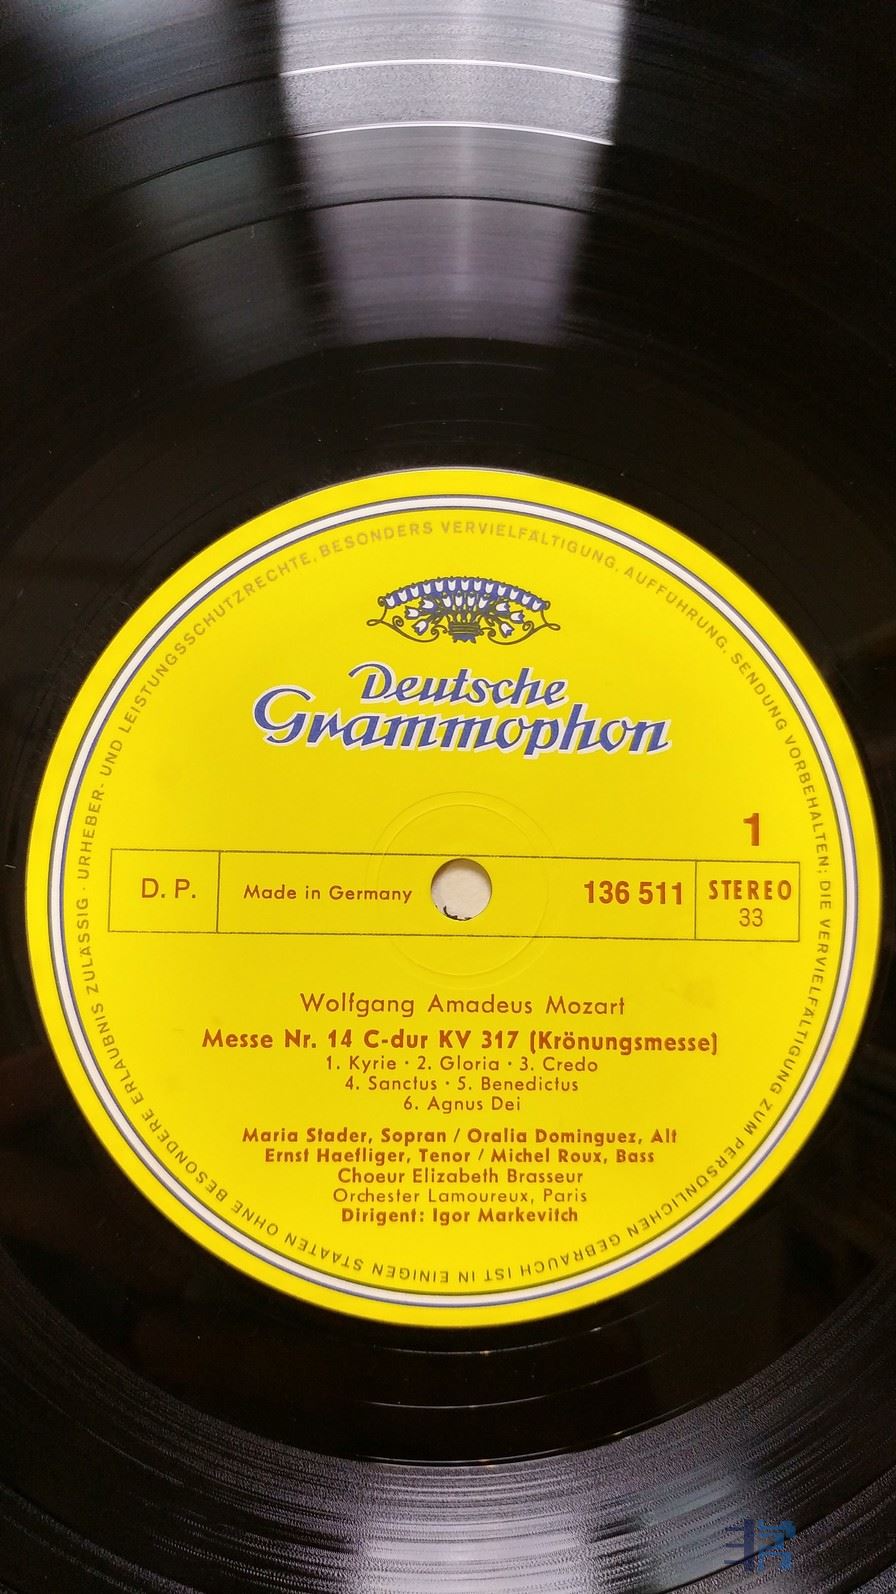 Deutsche
Grammophon
1
D. P.
Made in Germany
136 511
STEREO
33
Wolfgang Amadeus Mozart
Messe Nr. 14 C-dur KV 317 (Krönungsmesse)
1. Kyrie · 2. Gloria · 3. Credo
4. Sanctus · 5. Benedictus
6. Agnus Dei
Maria Stader, Sopran / Oralia Dominguez, Alt
Ernst Haefliger, Tenor / Michel Roux, Bass
Choeur Elizabeth Brasseur
Orchester Lamoureux, Paris
Dirigent: Igor Markevitch
URHEBER- UND LEISTUNGSSCHUTZRECHTE, BESONDERS VERVIELFÄLTIGUNG, AUFFÜHRUNG, SENDUNG VORBEHALTEN; DIE VERVIELFÄLTIGUNG ZUM PERSÖNLICHEN GEBRAUCH IST IN EINIGEN STAATEN OHNE BESONDERE ERLAUBNIS ZULÄSSIG ·